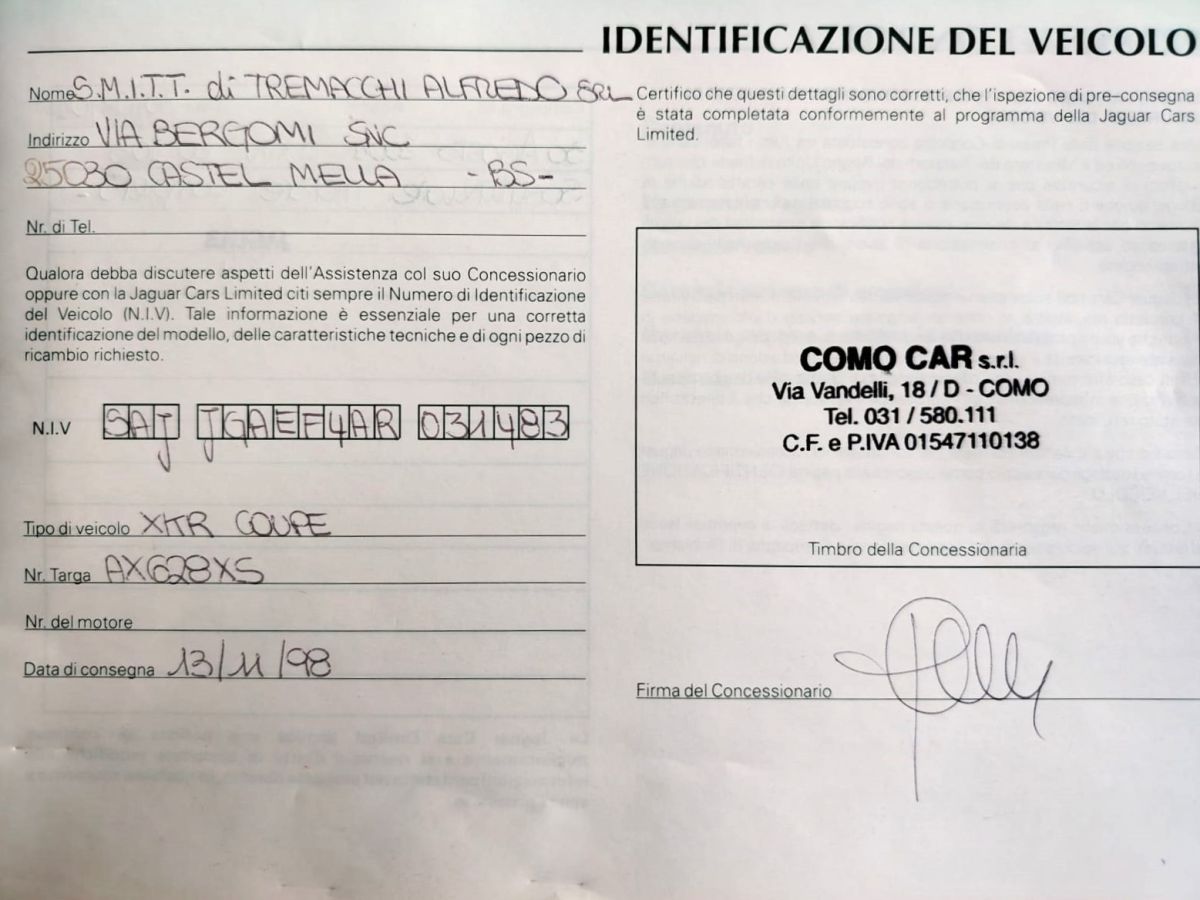 IDENTIFICAZIONE DEL VEICOLO
Nome S.M.I.T.T. di TREMACCHI ALFREDO SRL
Indirizzo VIA BERGOMI SNC
25030 CASTEL MELLA -BS-
Nr. di Tel.
Qualora debba discutere aspetti dell'Assistenza col suo Concessionario
oppure con la Jaguar Cars Limited citi sempre il Numero di Identificazione
del Veicolo (N.I.V). Tale informazione è essenziale per una corretta
identificazione del modello, delle caratteristiche tecniche e di ogni pezzo di
ricambio richiesto.
N.I.V SAJ JGAEF4AR 031483
Tipo di veicolo XKR COUPE
Nr. Targa AX628XS
Nr. del motore
Data di consegna 13/11/98
Certifico che questi dettagli sono corretti, che l'ispezione di pre-consegna
è stata completata conformemente al programma della Jaguar Cars
Limited.
COMO CAR s.r.l.
Via Vandelli, 18 / D - COMO
Tel. 031 / 580.111
C.F. e P.IVA 01547110138
Timbro della Concessionaria
Firma del Concessionario